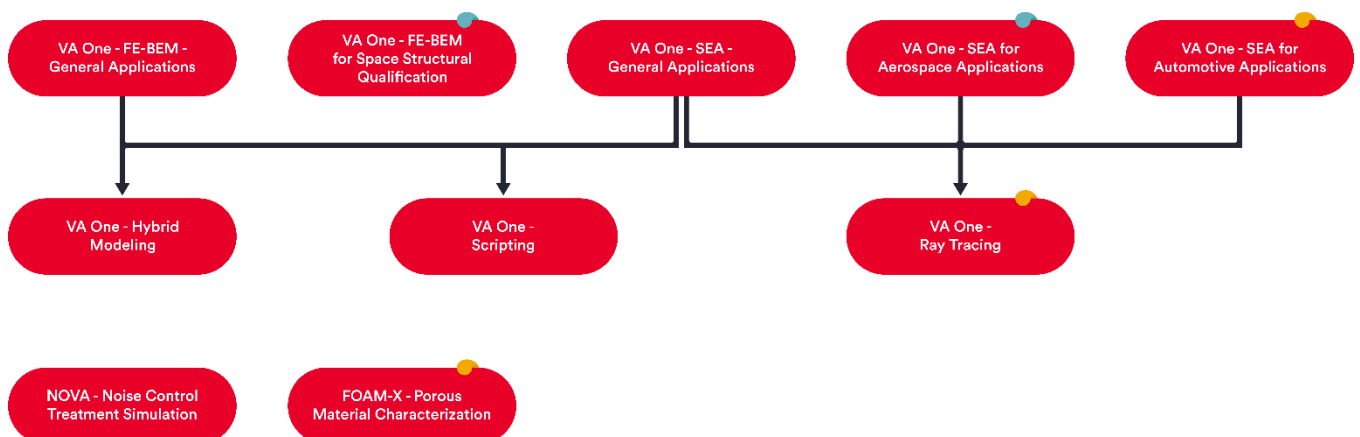 VA One - FE-BEM -
General Applications
VA One - FE-BEM
for Space Structural
Qualification
VA One - SEA -
General Applications
VA One - SEA for
Aerospace Applications
VA One - SEA for
Automotive Applications
VA One - Hybrid
Modeling
VA One -
Scripting
VA One -
Ray Tracing
NOVA - Noise Control
Treatment Simulation
FOAM-X - Porous
Material Characterization